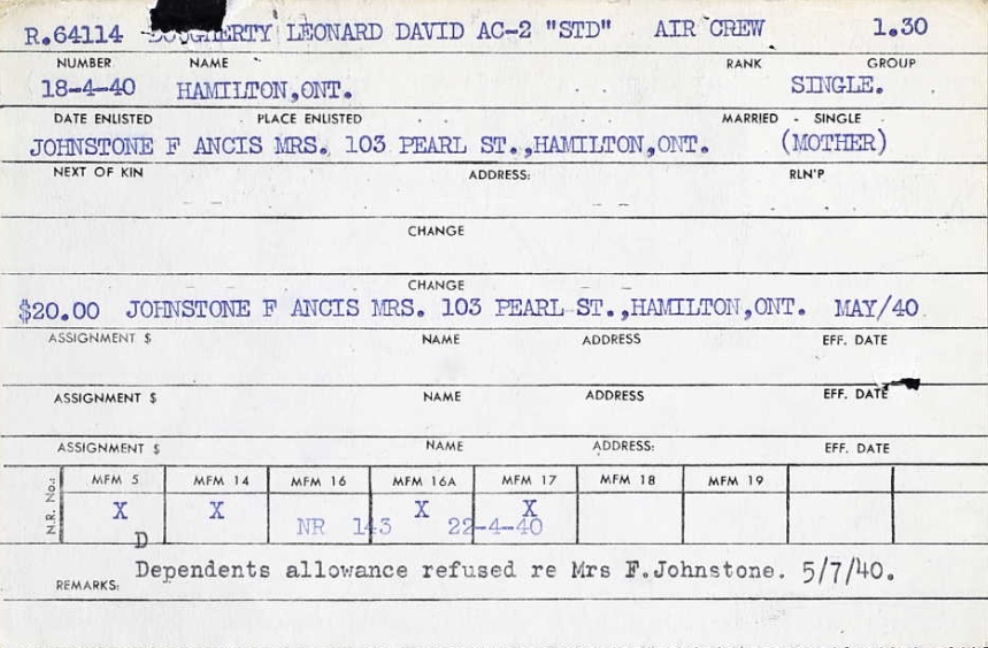 R.64114 DOUGHERTY LEONARD DAVID AC-2 "STD" AIR CREW 1.30
NUMBER NAME RANK GROUP
18-4-40 HAMILTON,ONT. SINGLE.
DATE ENLISTED PLACE ENLISTED MARRIED - SINGLE
JOHNSTONE F ANCIS MRS. 103 PEARL ST.,HAMILTON,ONT. (MOTHER)
NEXT OF KIN ADDRESS: RLN'P
CHANGE
CHANGE
$20.00 JOHNSTONE F ANCIS MRS. 103 PEARL ST.,HAMILTON,ONT. MAY/40
ASSIGNMENT $ NAME ADDRESS EFF. DATE
ASSIGNMENT $ NAME ADDRESS EFF. DATE
ASSIGNMENT $ NAME ADDRESS: EFF. DATE
N.R. No.: MFM 5 MFM 14 MFM 16 MFM 16A MFM 17 MFM 18 MFM 19
X X X X
NR 143 22-4-40
D
Dependents allowance refused re Mrs F.Johnstone. 5/7/40.
REMARKS: